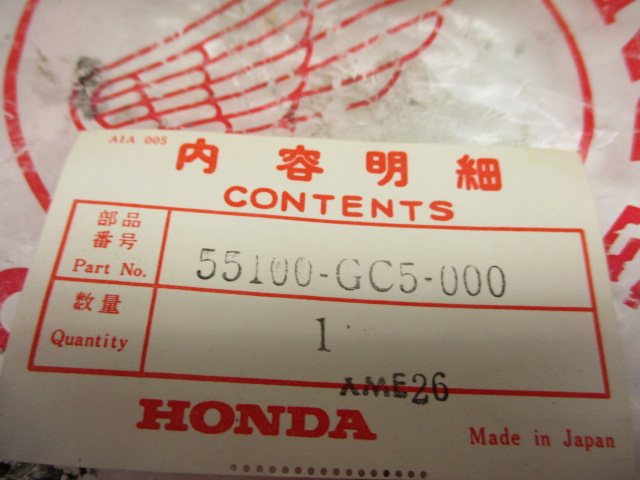 AIA 005
内容明細
CONTENTS
部品
番号
Part No.
55100-GC5-000
数量
Quantity
1
XME26
HONDA
Made in Japan